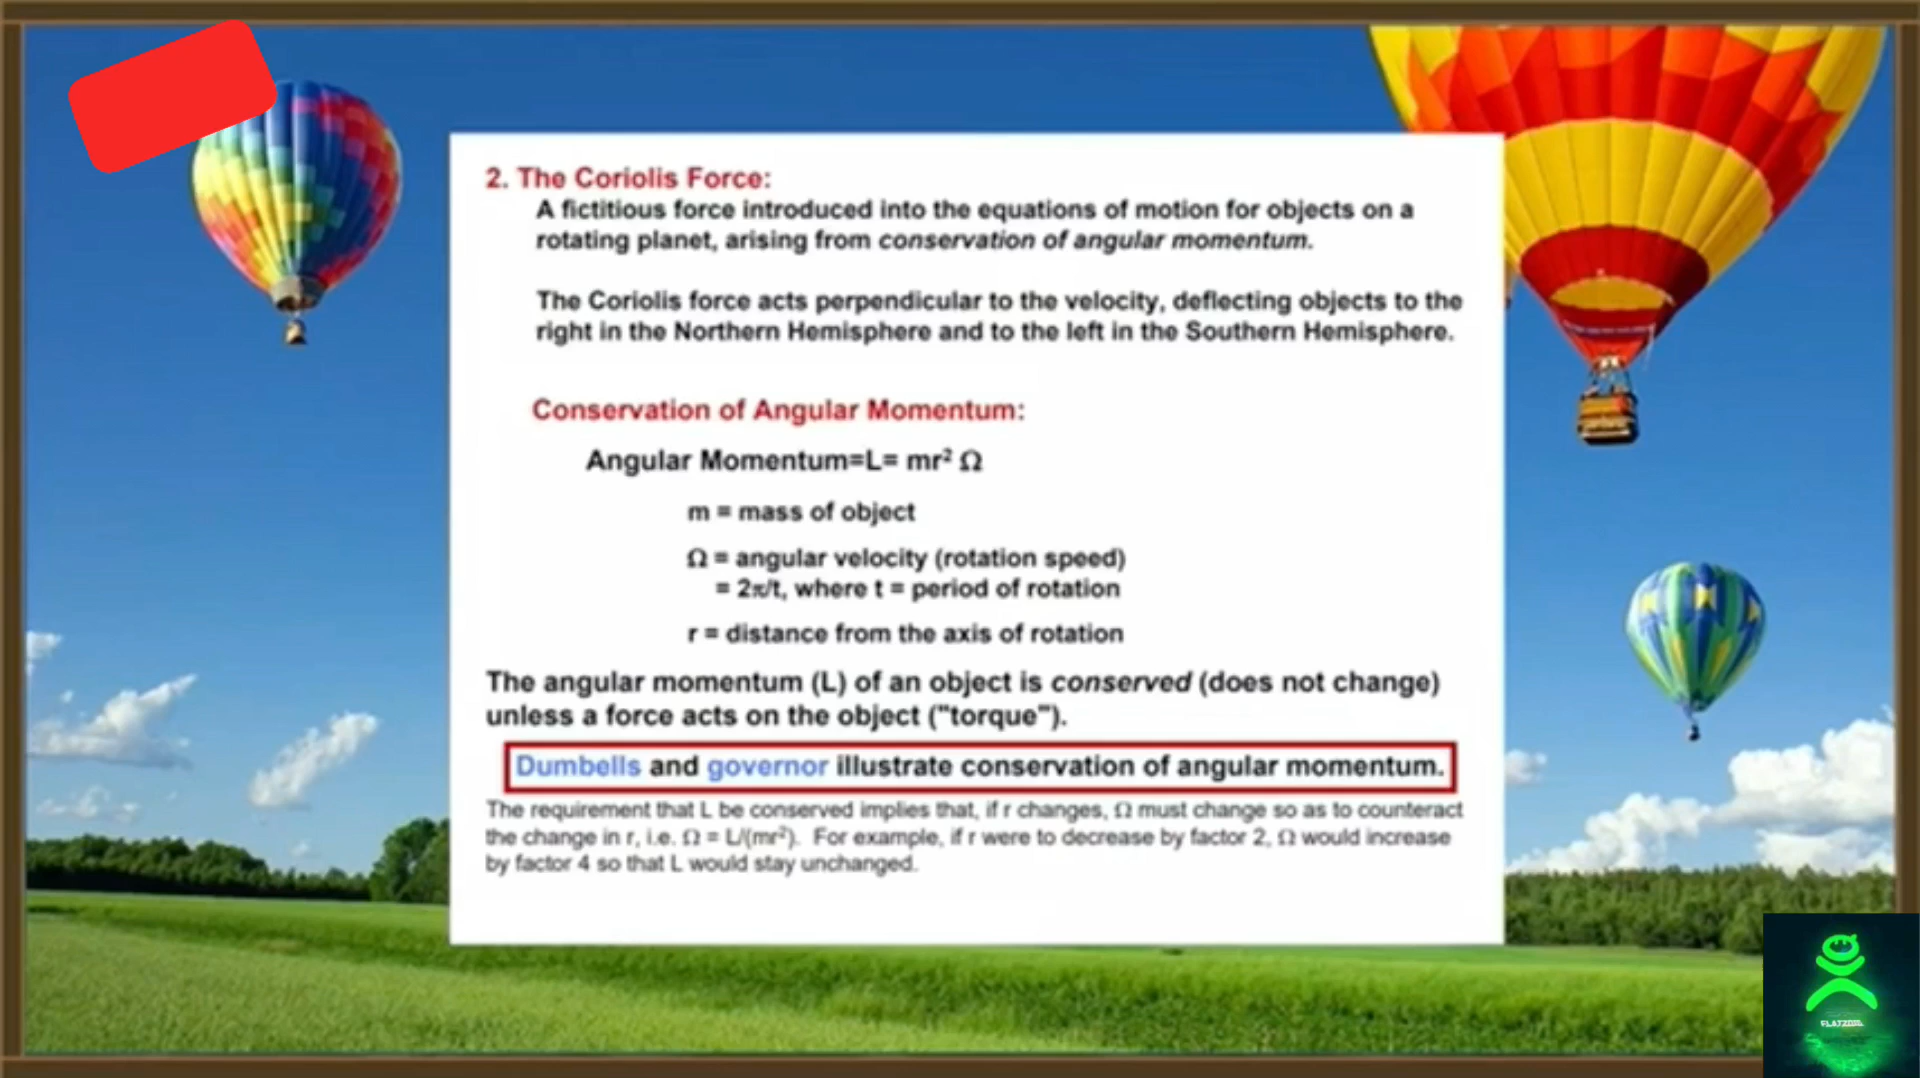 2. The Coriolis Force:
A fictitious force introduced into the equations of motion for objects on a
rotating planet, arising from conservation of angular momentum.
The Coriolis force acts perpendicular to the velocity, deflecting objects to the
right in the Northern Hemisphere and to the left in the Southern Hemisphere.
Conservation of Angular Momentum:
Angular Momentum=L= mr² Ω
m = mass of object
Ω = angular velocity (rotation speed)
= 2π/t, where t = period of rotation
r = distance from the axis of rotation
The angular momentum (L) of an object is conserved (does not change)
unless a force acts on the object ("torque").
Dumbells and governor illustrate conservation of angular momentum.
The requirement that L be conserved implies that, if r changes, Ω must change so as to counteract
the change in r, i.e. Ω = L/(mr²). For example, if r were to decrease by factor 2, Ω would increase
by factor 4 so that L would stay unchanged.